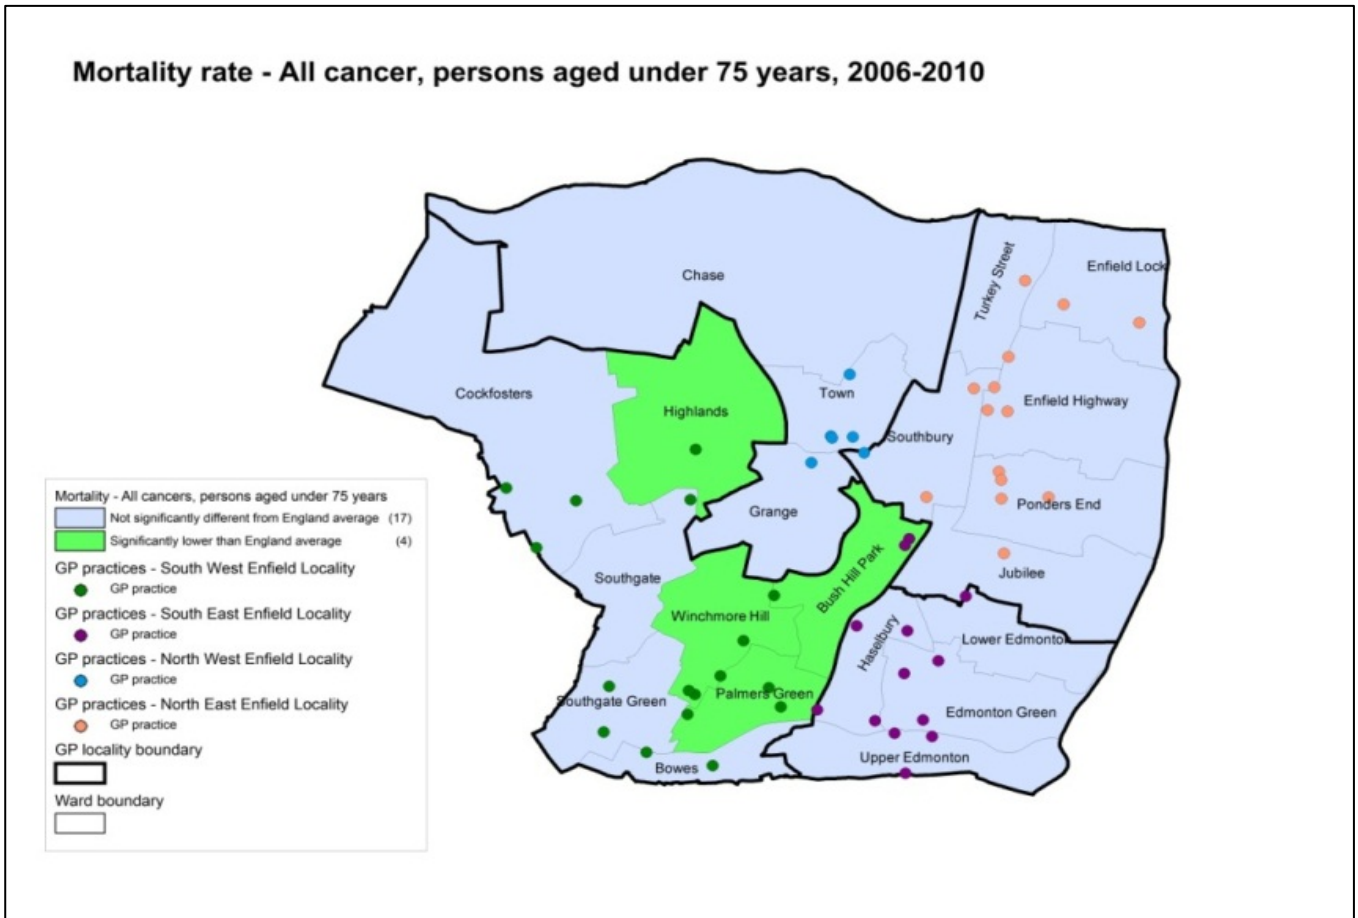 Mortality rate - All cancer, persons aged under 75 years, 2006-2010
Chase
Turkey Street
Enfield Lock
Cockfosters
Highlands
Town
Enfield Highway
Southbury
Grange
Ponders End
Bush Hill Park
Jubilee
Southgate
Winchmore Hill
Haselbury
Lower Edmonton
Southgate Green
Palmers Green
Edmonton Green
Bowes
Upper Edmonton
Mortality - All cancers, persons aged under 75 years
Not significantly different from England average (17)
Significantly lower than England average (4)
GP practices - South West Enfield Locality
GP practice
GP practices - South East Enfield Locality
GP practice
GP practices - North West Enfield Locality
GP practice
GP practices - North East Enfield Locality
GP practice
GP locality boundary
Ward boundary